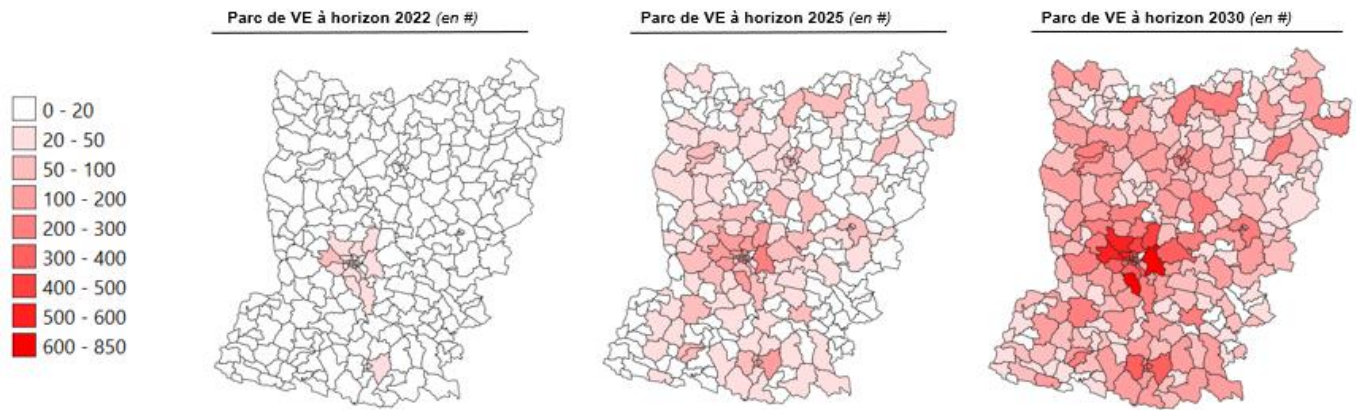 Parc de VE à horizon 2022 (en #)
Parc de VE à horizon 2025 (en #)
Parc de VE à horizon 2030 (en #)
0 - 20
20 - 50
50 - 100
100 - 200
200 - 300
300 - 400
400 - 500
500 - 600
600 - 850